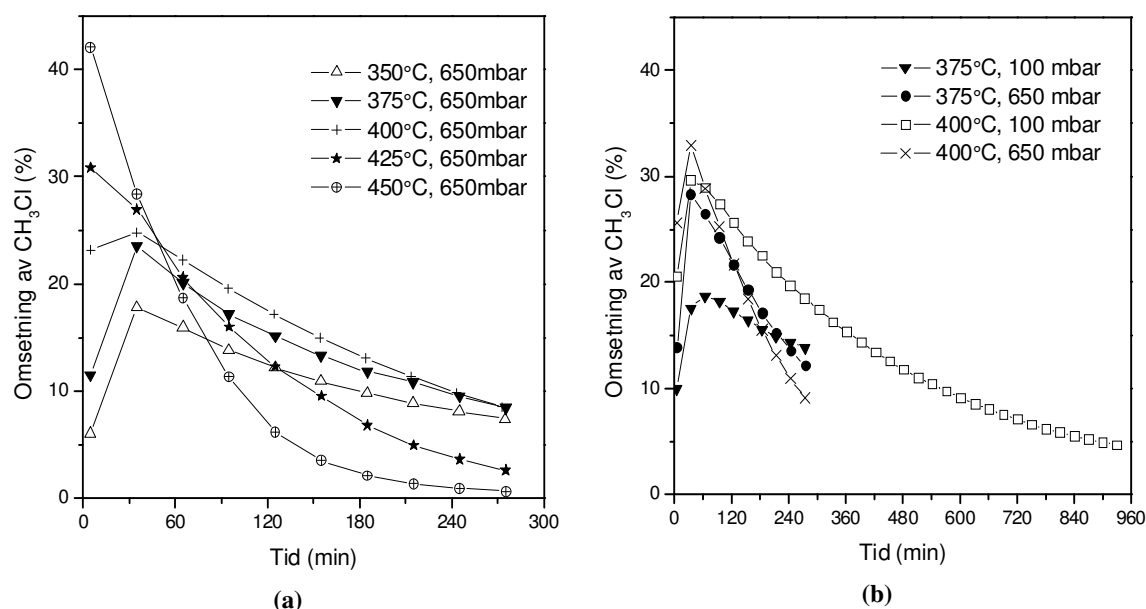 40
30
20
10
0
0
60
120
180
240
300
Omsetning av CH₃Cl (%)
Tid (min)
350°C, 650mbar
375°C, 650mbar
400°C, 650mbar
425°C, 650mbar
450°C, 650mbar
(a)
40
30
20
10
0
0
120
240
360
480
600
720
840
960
Omsetning av CH₃Cl (%)
Tid (min)
375°C, 100 mbar
375°C, 650 mbar
400°C, 100 mbar
400°C, 650 mbar
(b)